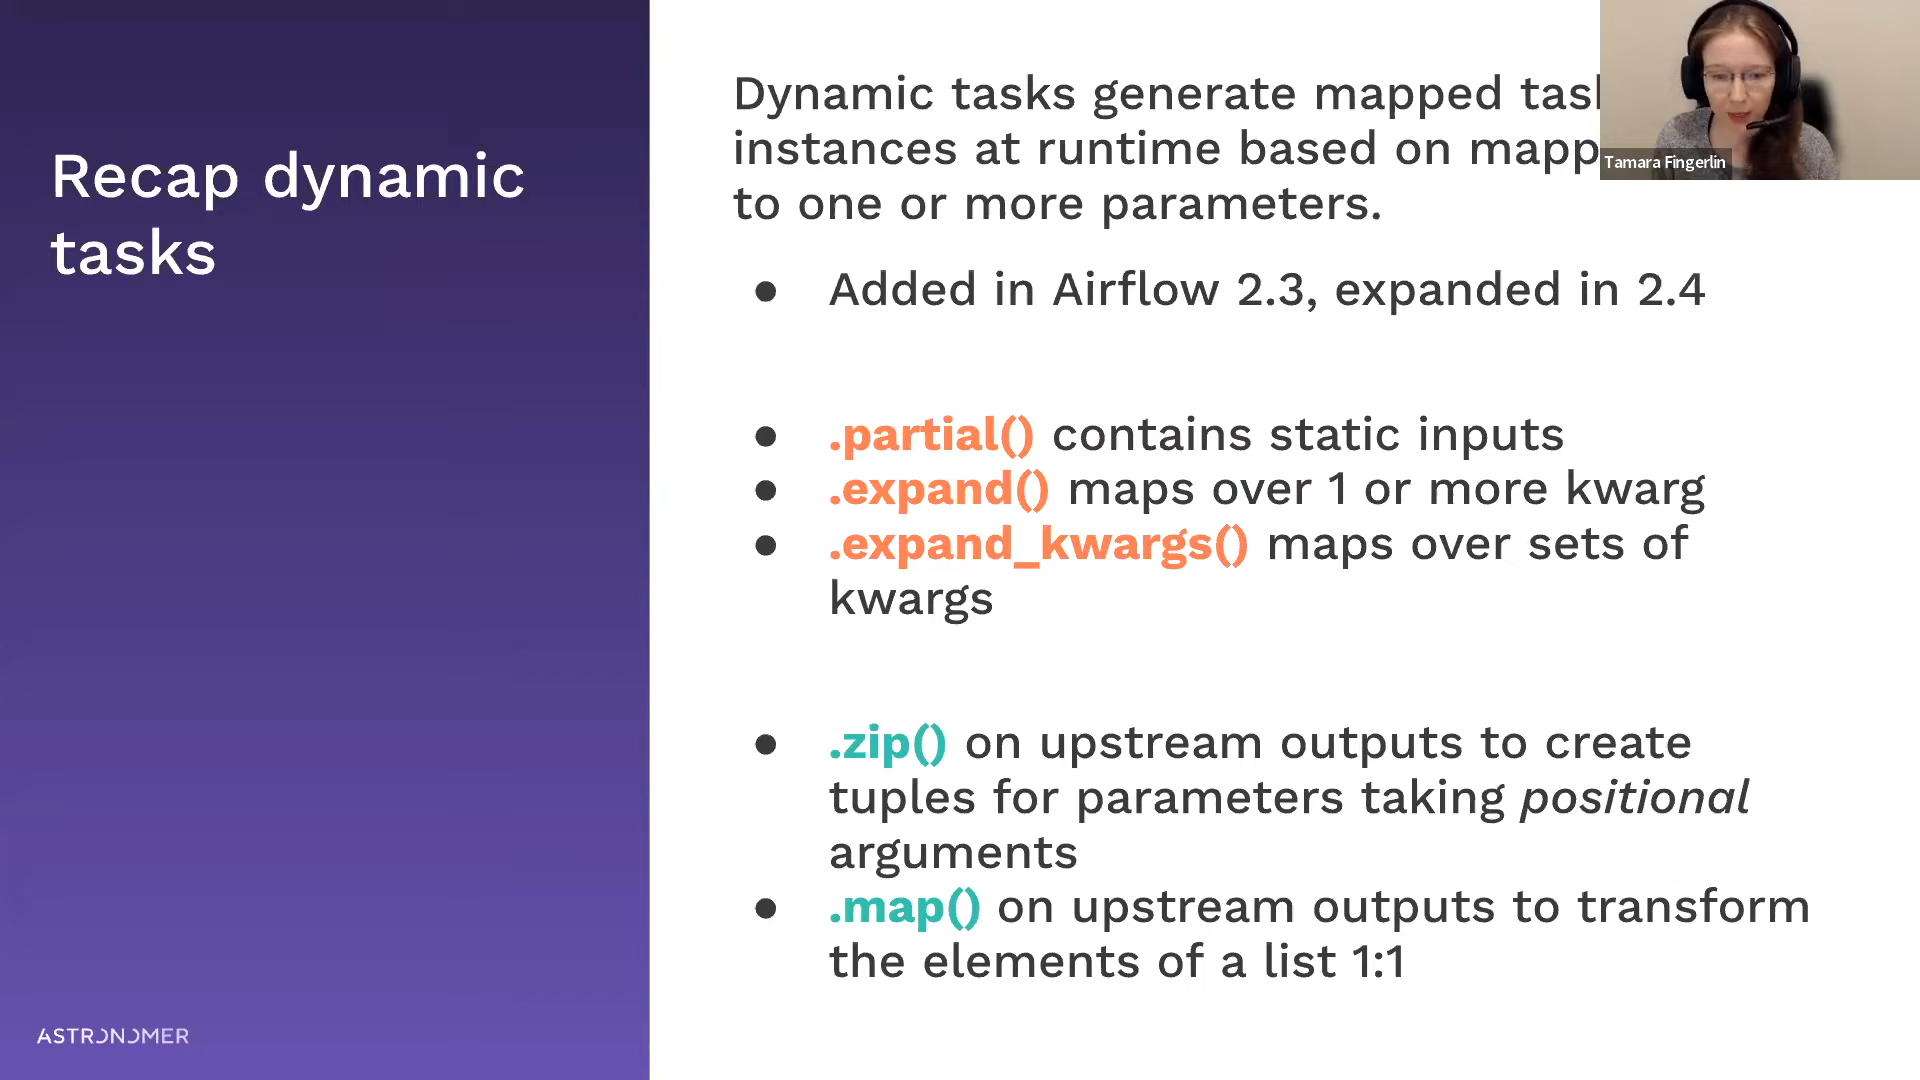 Recap dynamic
tasks
Dynamic tasks generate mapped
instances at runtime based on
to one or more parameters.
● Added in Airflow 2.3, expanded in 2.4
● .partial() contains static inputs
● .expand() maps over 1 or more kwarg
● .expand_kwargs() maps over sets of
kwargs
● .zip() on upstream outputs to create
tuples for parameters taking positional
arguments
● .map() on upstream outputs to transform
the elements of a list 1:1
Tamara Fingerlin
ASTRONOMER